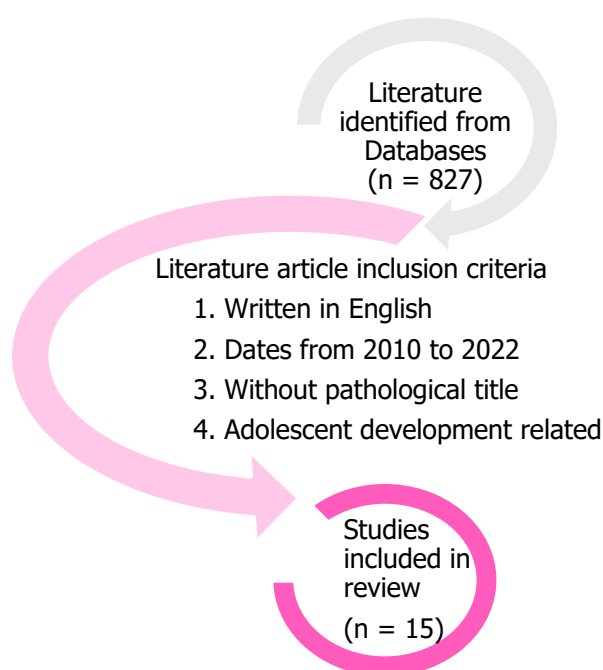 Literature
identified from
Databases
(n = 827)
Literature article inclusion criteria
1. Written in English
2. Dates from 2010 to 2022
3. Without pathological title
4. Adolescent development related
Studies
included in
review
(n = 15)